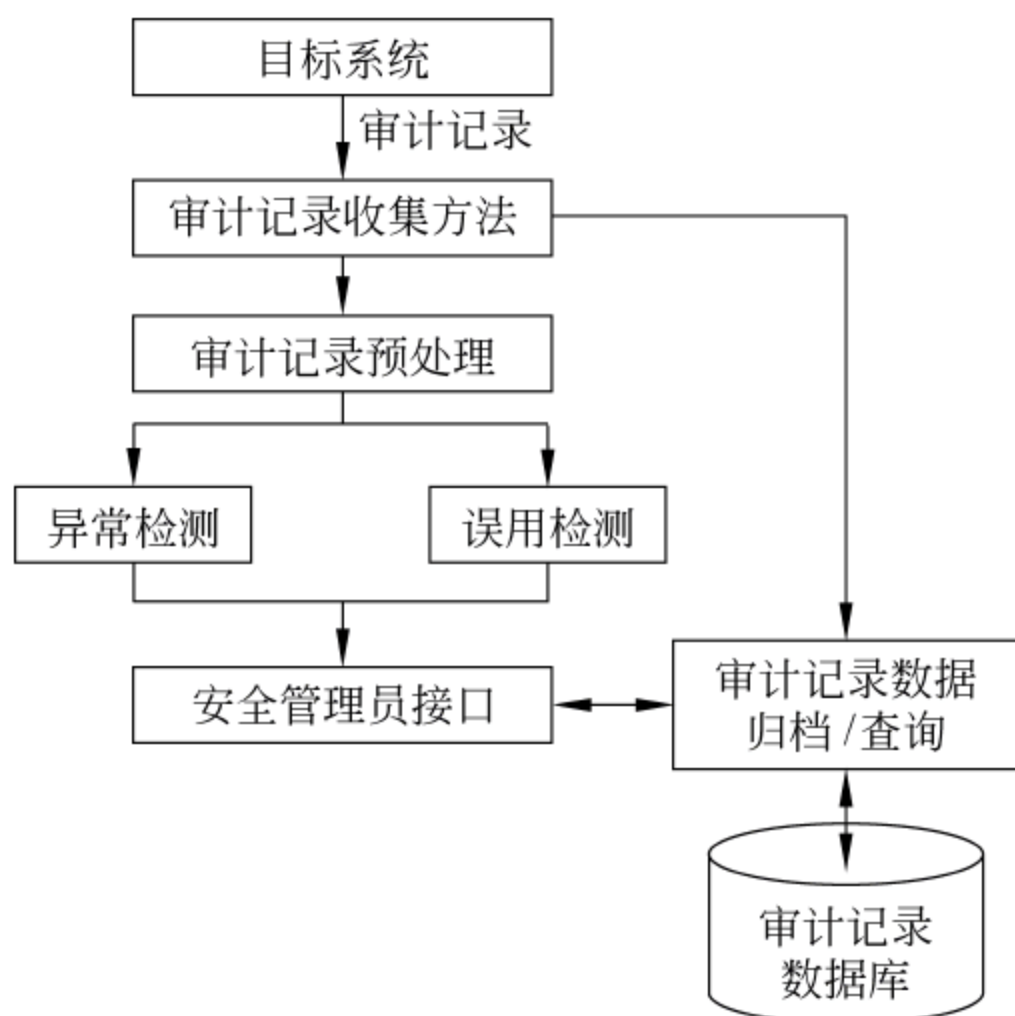 目标系统
审计记录
审计记录收集方法
审计记录预处理
异常检测
误用检测
安全管理员接口
审计记录数据
归档/查询
审计记录
数据库